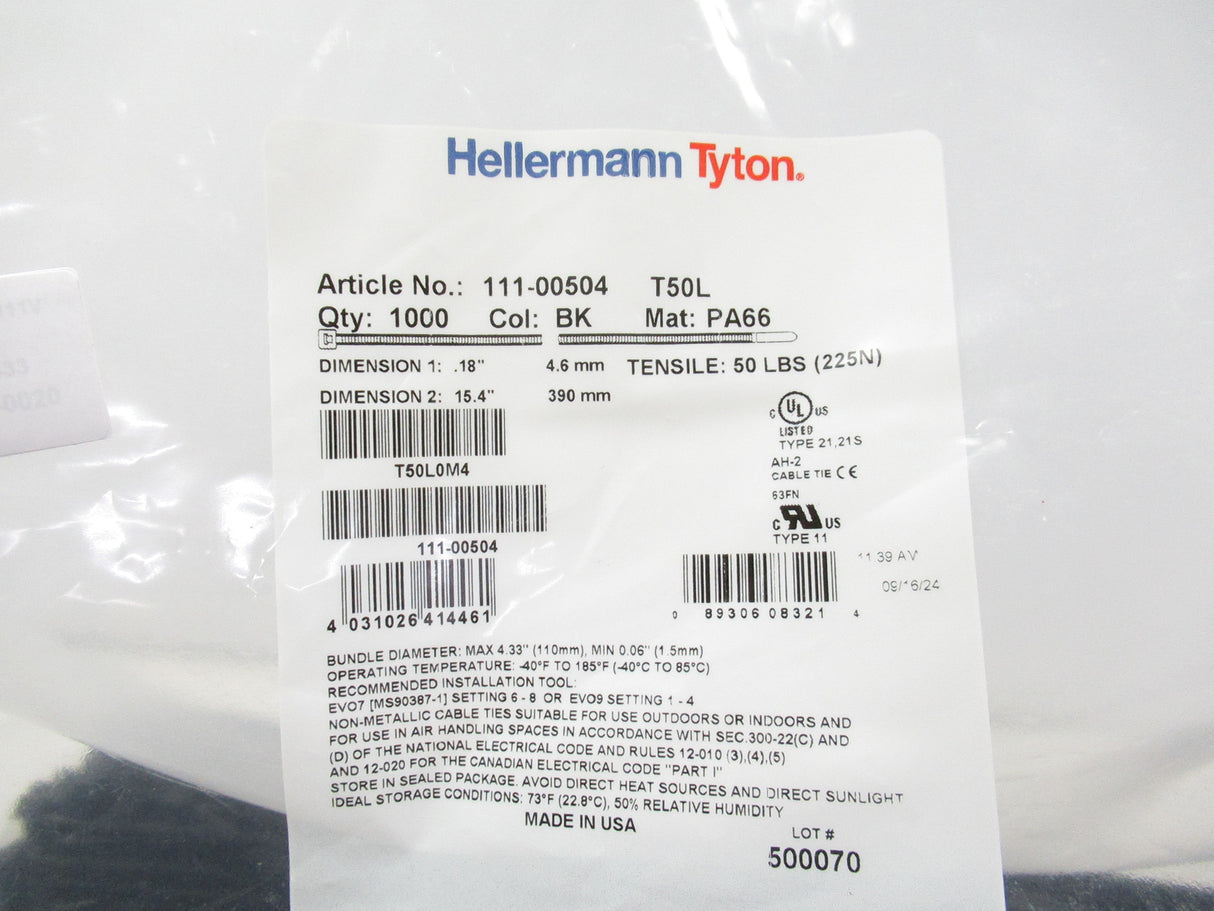 Hellermann Tyton®
Article No.: 111-00504 T50L
Qty: 1000 Col: BK Mat: PA66
DIMENSION 1: .18" 4.6 mm TENSILE: 50 LBS (225N)
DIMENSION 2: 15.4" 390 mm
C UL US
LISTED
TYPE 21,21S
T50L0M4
AH-2
CABLE TIE CE
63FN
C RU US
TYPE 11
111-00504
11:39 AM
09/16/24
4 031026 414461
0 89306 08321 4
BUNDLE DIAMETER: MAX 4.33" (110mm), MIN 0.06" (1.5mm)
OPERATING TEMPERATURE: -40°F TO 185°F (-40°C TO 85°C)
RECOMMENDED INSTALLATION TOOL:
EVO7 [MS90387-1] SETTING 6 - 8 OR EVO9 SETTING 1 - 4
NON-METALLIC CABLE TIES SUITABLE FOR USE OUTDOORS OR INDOORS AND
FOR USE IN AIR HANDLING SPACES IN ACCORDANCE WITH SEC.300-22(C) AND
(D) OF THE NATIONAL ELECTRICAL CODE AND RULES 12-010 (3),(4),(5)
AND 12-020 FOR THE CANADIAN ELECTRICAL CODE "PART I"
STORE IN SEALED PACKAGE. AVOID DIRECT HEAT SOURCES AND DIRECT SUNLIGHT
IDEAL STORAGE CONDITIONS: 73°F (22.8°C), 50% RELATIVE HUMIDITY
MADE IN USA
LOT #
500070